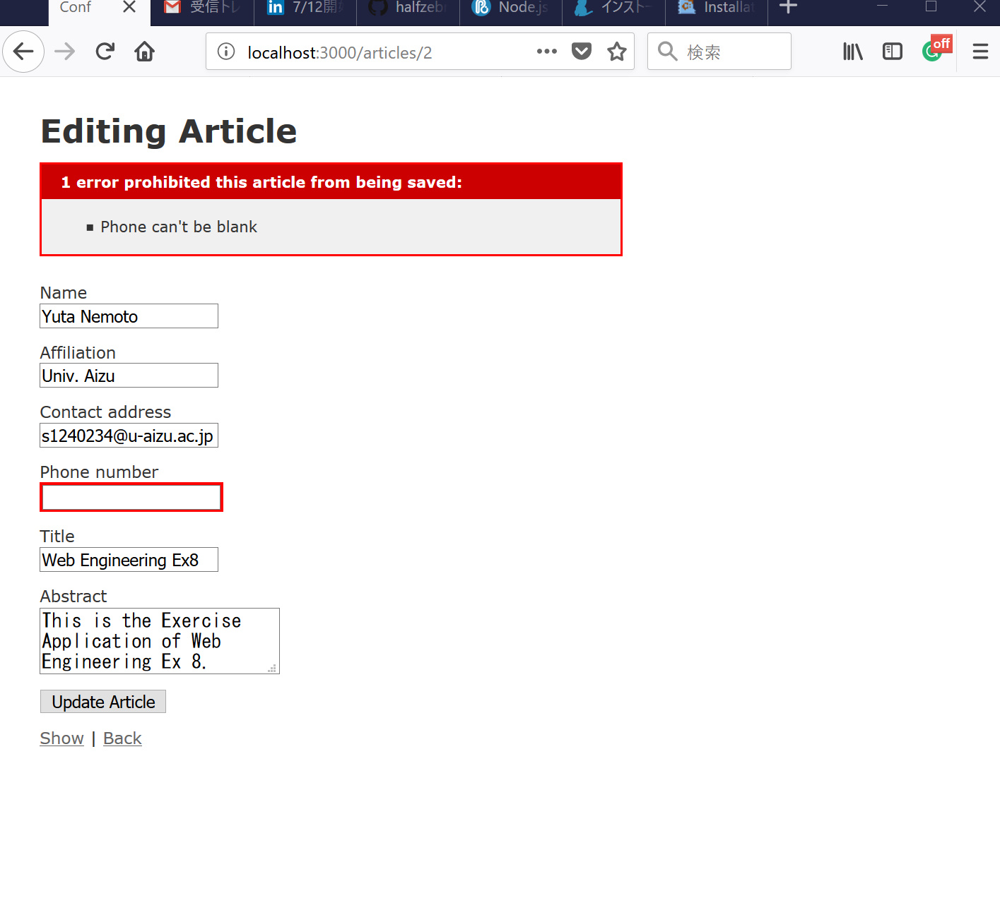 Conf
受信トレ
7/12開
halfzeb
Node.js
インストー
Installat
localhost:3000/articles/2
検索
off
Editing Article
1 error prohibited this article from being saved:
Phone can't be blank
Name
Yuta Nemoto
Affiliation
Univ. Aizu
Contact address
s1240234@u-aizu.ac.jp
Phone number
Title
Web Engineering Ex8
Abstract
This is the Exercise
Application of Web
Engineering Ex 8.
Update Article
Show | Back